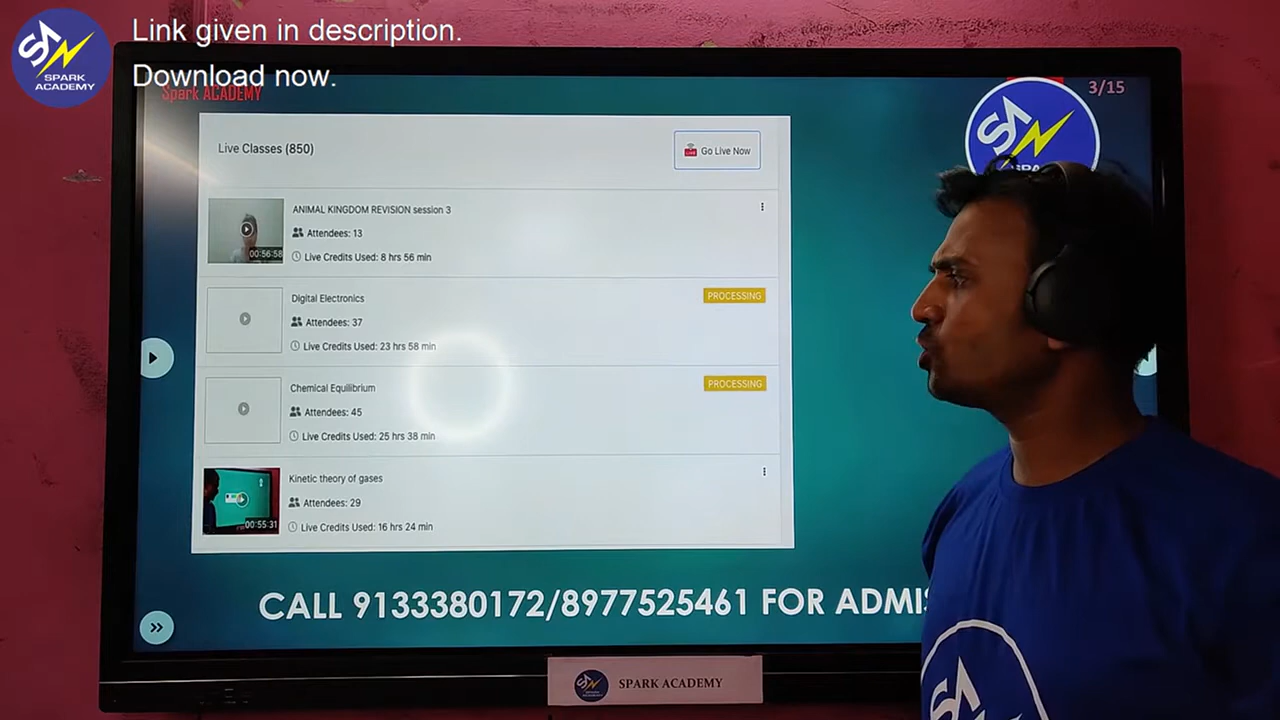 Link given in description.
Download now.
SPARK
ACADEMY
Spark ACADEMY
3/15
Live Classes (850)
LIVE
Go Live Now
ANIMAL KINGDOM REVISION session 3
Attendees: 13
00:56:58
Live Credits Used: 8 hrs 56 min
Digital Electronics
PROCESSING
Attendees: 37
Live Credits Used: 23 hrs 58 min
Chemical Equilibrium
PROCESSING
Attendees: 45
Live Credits Used: 25 hrs 38 min
Kinetic theory of gases
Attendees: 29
00:55:31
Live Credits Used: 16 hrs 24 min
CALL 9133380172/8977525461 FOR ADMI
SPARK ACADEMY